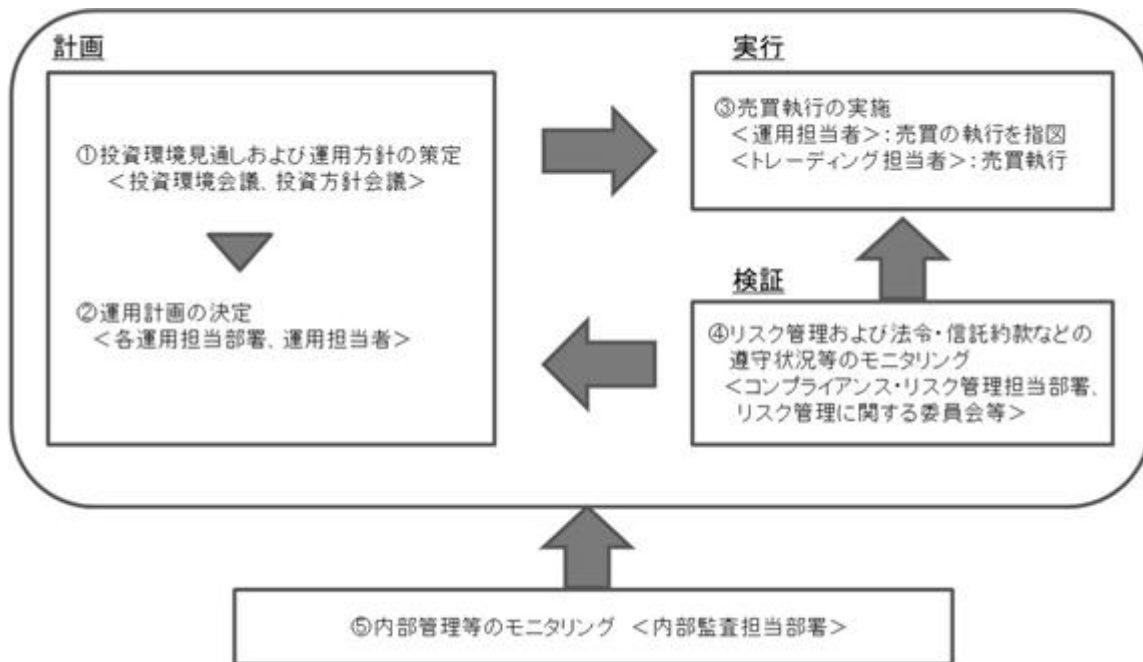 計画
①投資環境見通しおよび運用方針の策定
＜投資環境会議、投資方針会議＞
②運用計画の決定
＜各運用担当部署、運用担当者＞
実行
③売買執行の実施
＜運用担当者＞：売買の執行を指図
＜トレーディング担当者＞：売買執行
検証
④リスク管理および法令・信託約款などの
遵守状況等のモニタリング
＜コンプライアンス・リスク管理担当部署、
リスク管理に関する委員会等＞
⑤内部管理等のモニタリング ＜内部監査担当部署＞